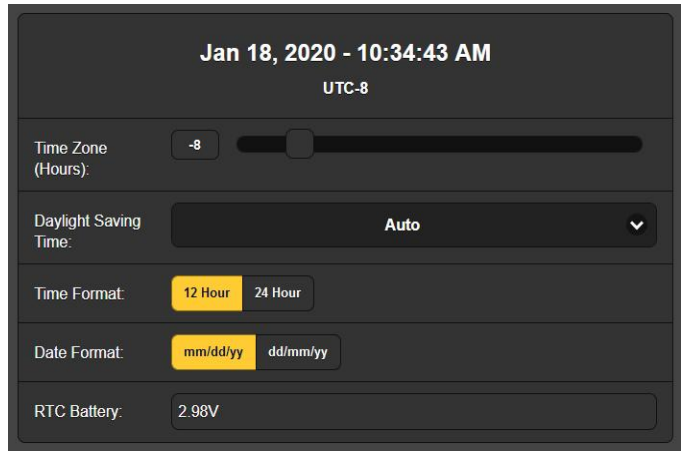 Jan 18, 2020 - 10:34:43 AM
UTC-8
Time Zone
(Hours):
-8
Daylight Saving
Time:
Auto
Time Format:
12 Hour
24 Hour
Date Format:
mm/dd/yy
dd/mm/yy
RTC Battery:
2.98V